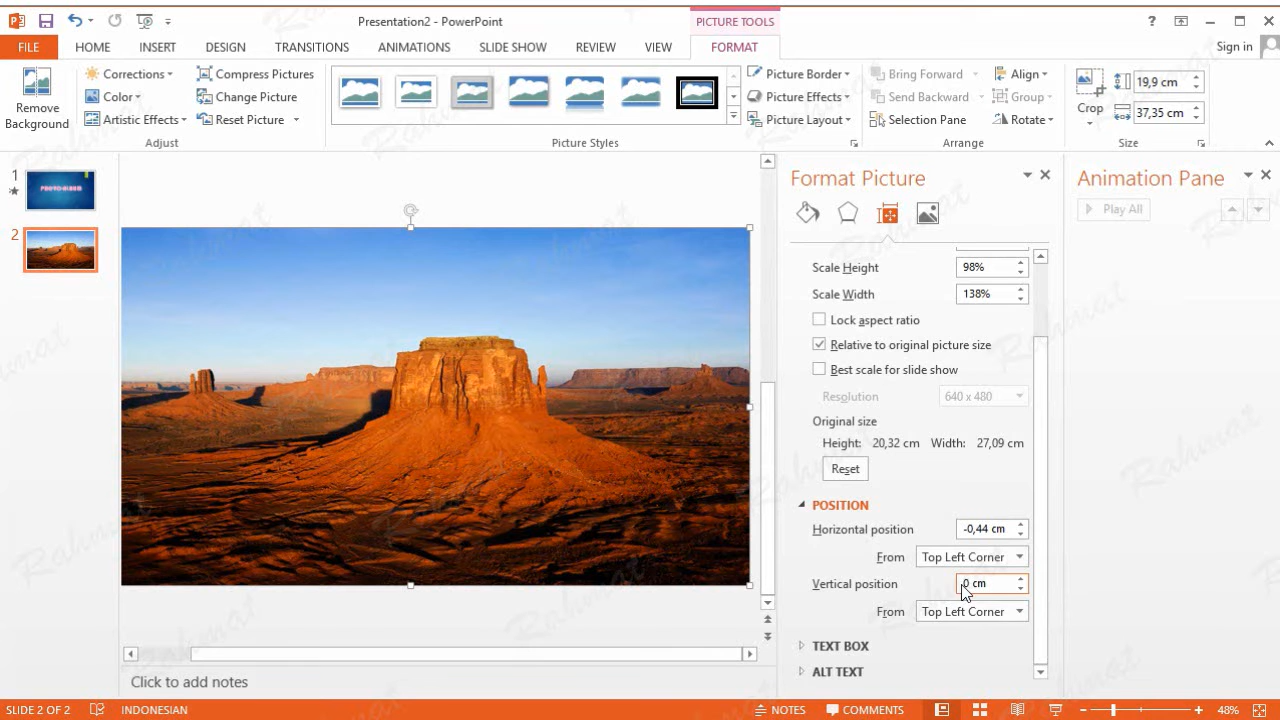 Presentation2 - PowerPoint
PICTURE TOOLS
FILE HOME INSERT DESIGN TRANSITIONS ANIMATIONS SLIDE SHOW REVIEW VIEW FORMAT
Sign in
Remove Background
Corrections
Color
Artistic Effects
Compress Pictures
Change Picture
Reset Picture
Adjust
Picture Styles
Picture Border
Picture Effects
Picture Layout
Bring Forward
Send Backward
Selection Pane
Align
Group
Rotate
Arrange
Crop
19,9 cm
37,35 cm
Size
1
PHOTO ALBUM
2
Format Picture
Scale Height 98%
Scale Width 138%
Lock aspect ratio
Relative to original picture size
Best scale for slide show
Resolution 640 x 480
Original size
Height: 20,32 cm Width: 27,09 cm
Reset
POSITION
Horizontal position -0,44 cm
From Top Left Corner
Vertical position 0 cm
From Top Left Corner
TEXT BOX
ALT TEXT
Animation Pane
Play All
Click to add notes
SLIDE 2 OF 2 INDONESIAN NOTES COMMENTS 48%
Rahmat